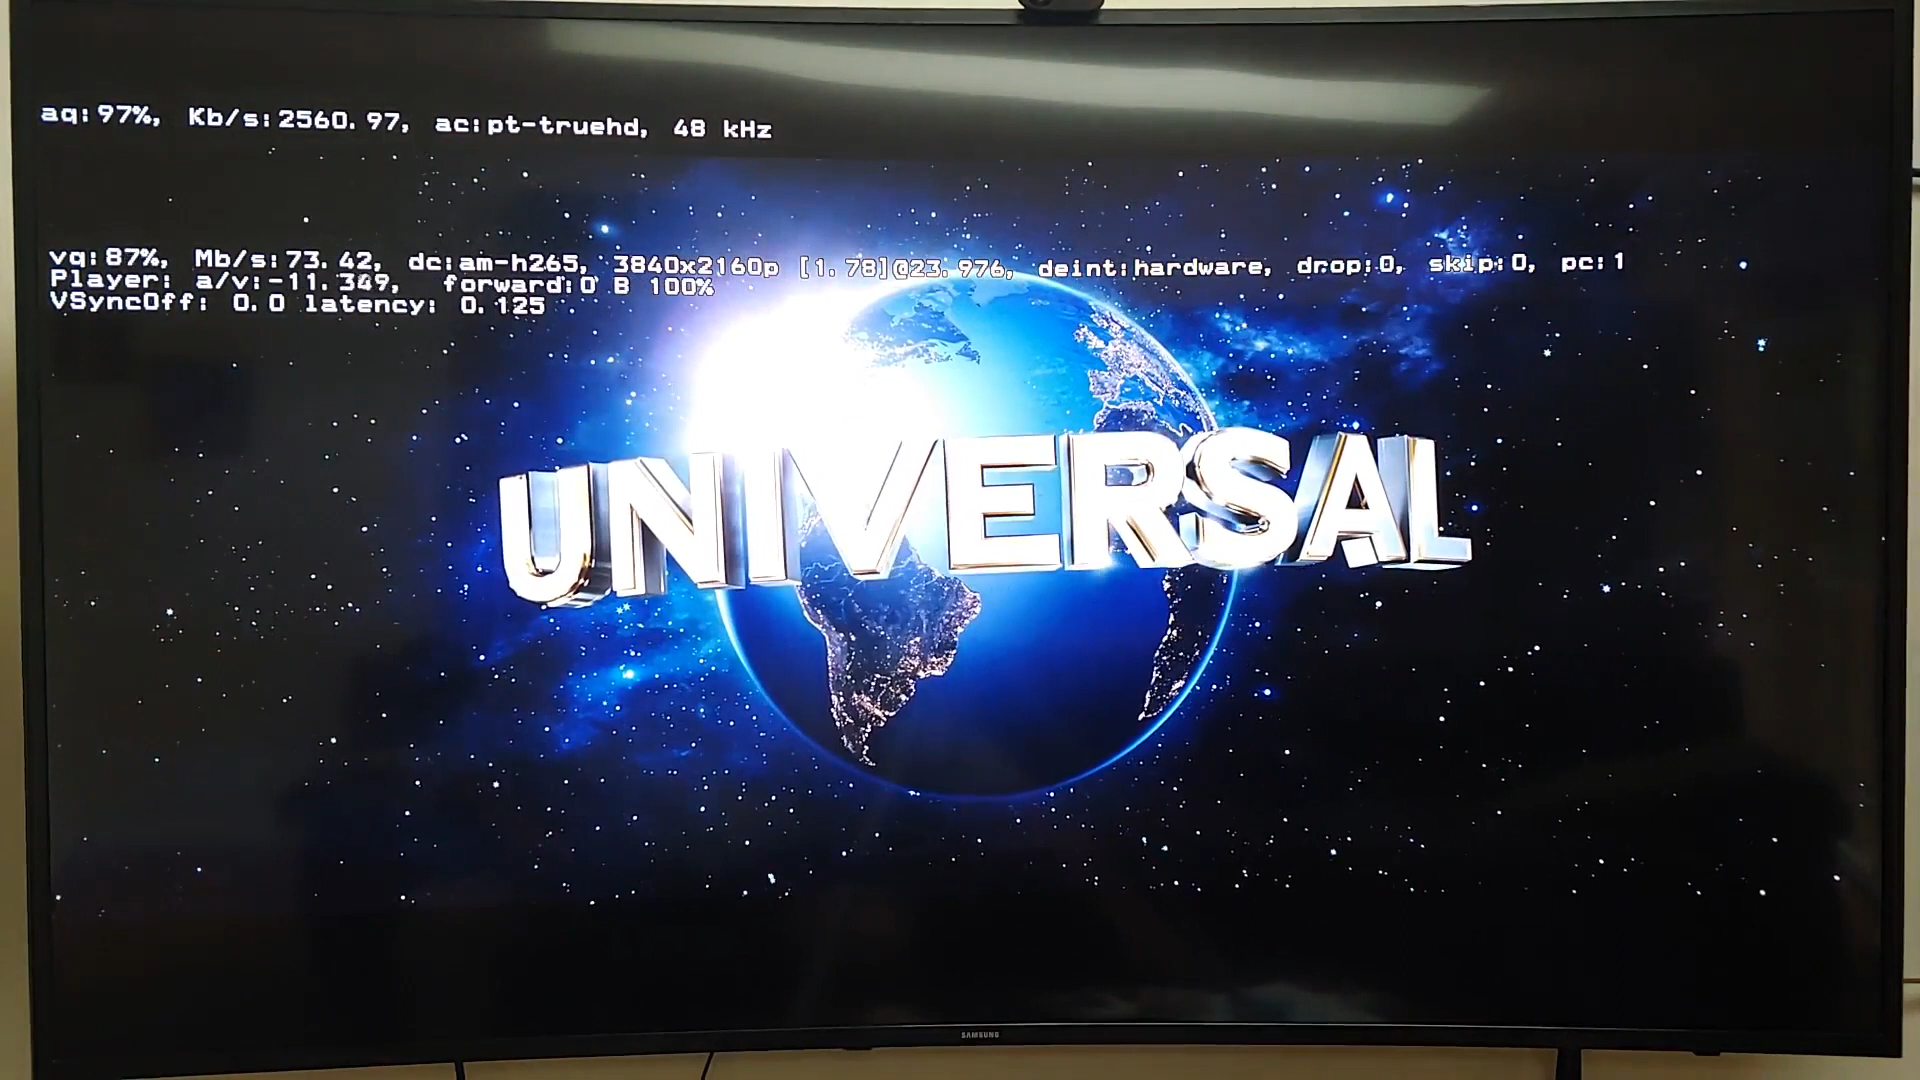 aq:97%, Kb/s:2560.97, ac:pt-truehd, 48 kHz
vq:87%, Mb/s:73.42, dc:am-h265, 3840x2160p [1.78]@23.976, deint:hardware, drop:0, skip:0, pc:1
Player: a/v:-11.349, forward:0 B 100%
VSyncOff: 0.0 latency: 0.125
UNIVERSAL
SAMSUNG